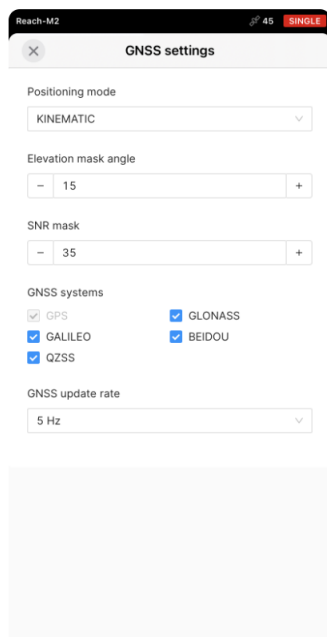 Reach-M2 45 SINGLE
GNSS settings
Positioning mode
KINEMATIC
Elevation mask angle
− 15 +
SNR mask
− 35 +
GNSS systems
GPS GLONASS
GALILEO BEIDOU
QZSS
GNSS update rate
5 Hz